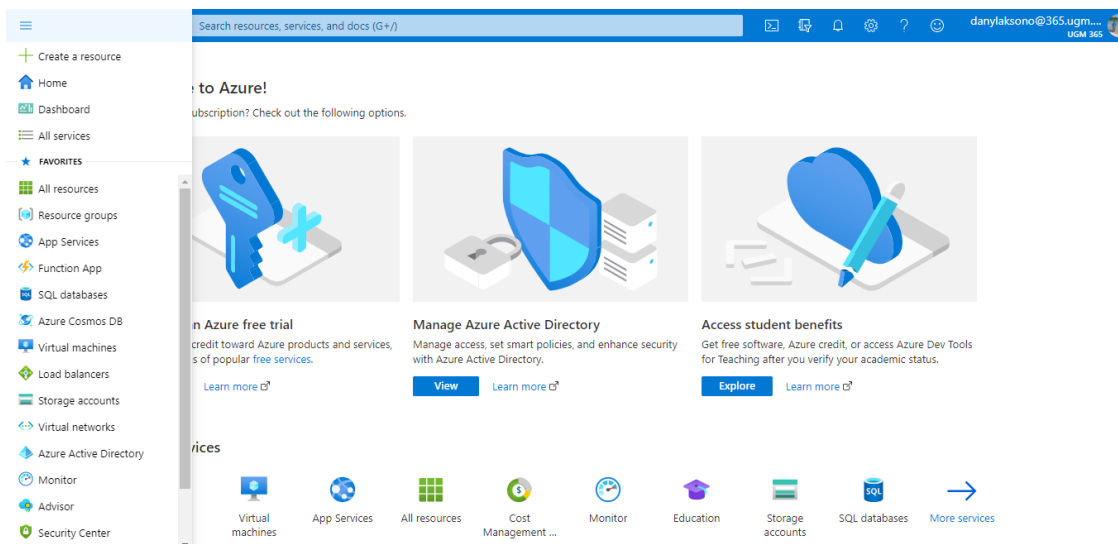 Search resources, services, and docs (G+/)
danylaksono@365.ugm....
UGM 365
Create a resource
Home
Dashboard
All services
FAVORITES
All resources
Resource groups
App Services
Function App
SQL databases
Azure Cosmos DB
Virtual machines
Load balancers
Storage accounts
Virtual networks
Azure Active Directory
Monitor
Advisor
Security Center
to Azure!
ubscription? Check out the following options.
n Azure free trial
credit toward Azure products and services,
s of popular free services.
Learn more
Manage Azure Active Directory
Manage access, set smart policies, and enhance security
with Azure Active Directory.
View
Learn more
Access student benefits
Get free software, Azure credit, or access Azure Dev Tools
for Teaching after you verify your academic status.
Explore
Learn more
vices
Virtual
machines
App Services
All resources
Cost
Management ...
Monitor
Education
Storage
accounts
SQL
SQL databases
More services